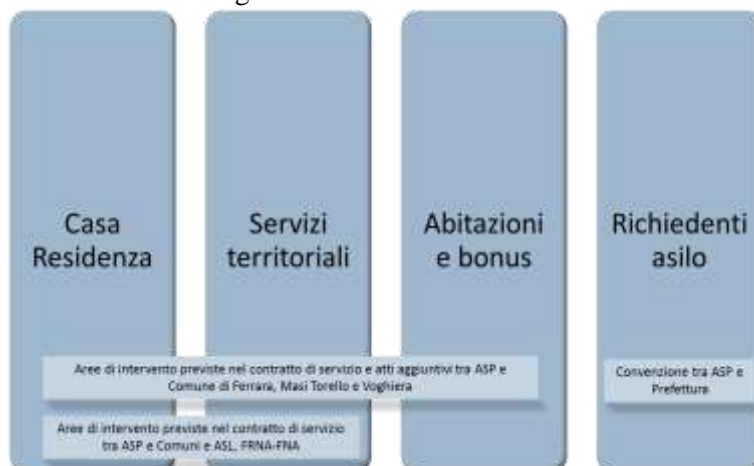 Casa
Residenza
Servizi
territoriali
Abitazioni
e bonus
Richiedenti
asilo
Aree di intervento previste nel contratto di servizio e atti aggiuntivi tra ASP e
Comune di Ferrara, Masi Torello e Voghiera
Convenzione tra ASP e
Prefettura
Aree di intervento previste nel contratto di servizio
tra ASP e Comuni e ASL, FRNA-FNA